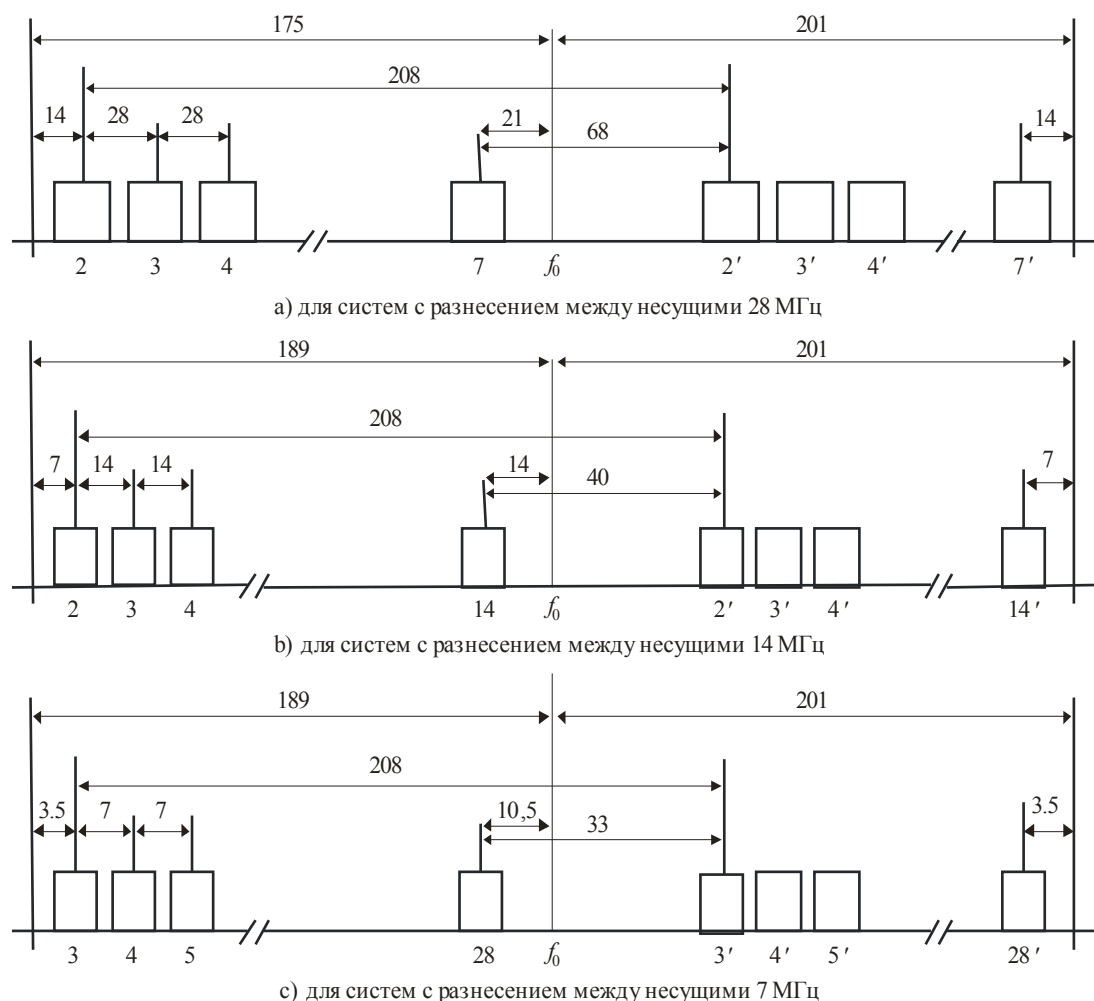 175 201
208
14 28 28 21 68 14
2 3 4 7 f₀ 2′ 3′ 4′ 7′
a) для систем с разнесением между несущими 28 МГц
189 201
208
7 14 14 14 40 7
2 3 4 14 f₀ 2′ 3′ 4′ 14′
b) для систем с разнесением между несущими 14 МГц
189 201
208
3.5 7 7 10,5 33 3.5
3 4 5 28 f₀ 3′ 4′ 5′ 28′
c) для систем с разнесением между несущими 7 МГц